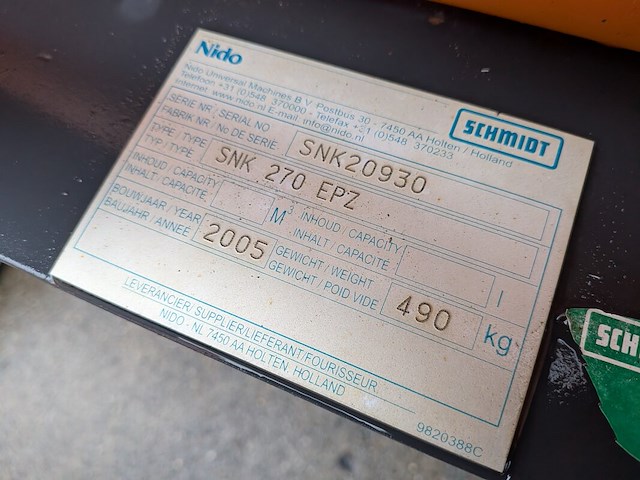 Nido
SCHMIDT
Nido Universal Machines B.V. Postbus 30 - 7450 AA Holten / Holland
Telefoon +31 (0)548 370000 - Telefax +31 (0)548 370233
Internet www.nido.nl E-mail info@nido.nl
SERIE NR / SERIAL NO
FABRIK NR / No DE SERIE
SNK20930
TYPE / TYPE
TYP / TYPE
SNK 270 EPZ
INHOUD / CAPACITY
INHALT / CAPACITÉ
M³
INHOUD / CAPACITY
INHALT / CAPACITÉ
l
BOUWJAAR / YEAR
BAUJAHR / ANNEÉ
2005
GEWICHT / WEIGHT
GEWICHT / POID VIDE
490
kg
LEVERANCIER/SUPPLIER/LIEFERANT/FOURISSEUR
NIDO - NL 7450 AA HOLTEN HOLLAND
9820388C
SCH